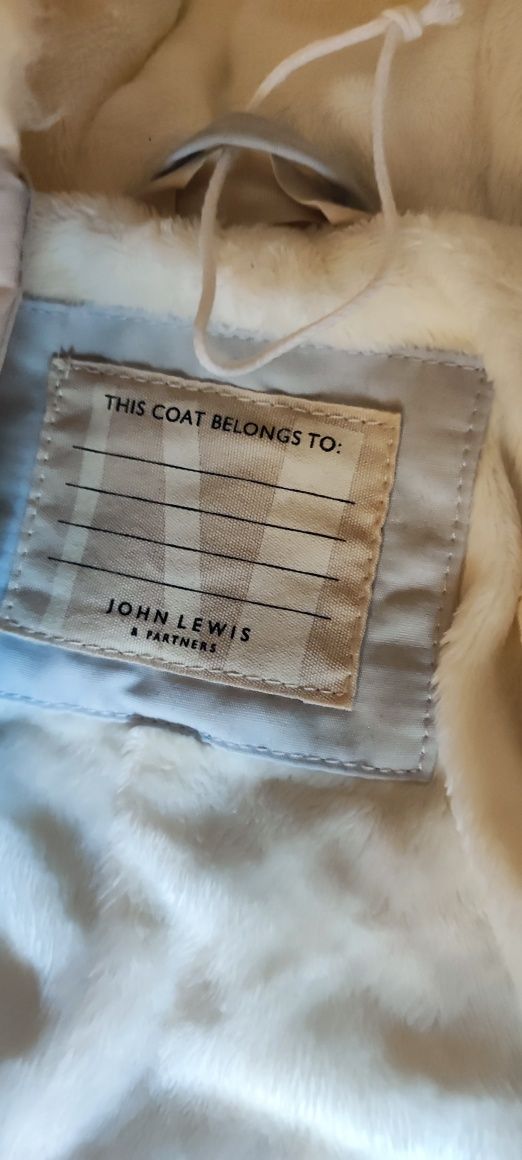 THIS COAT BELONGS TO:
JOHN LEWIS
& PARTNERS